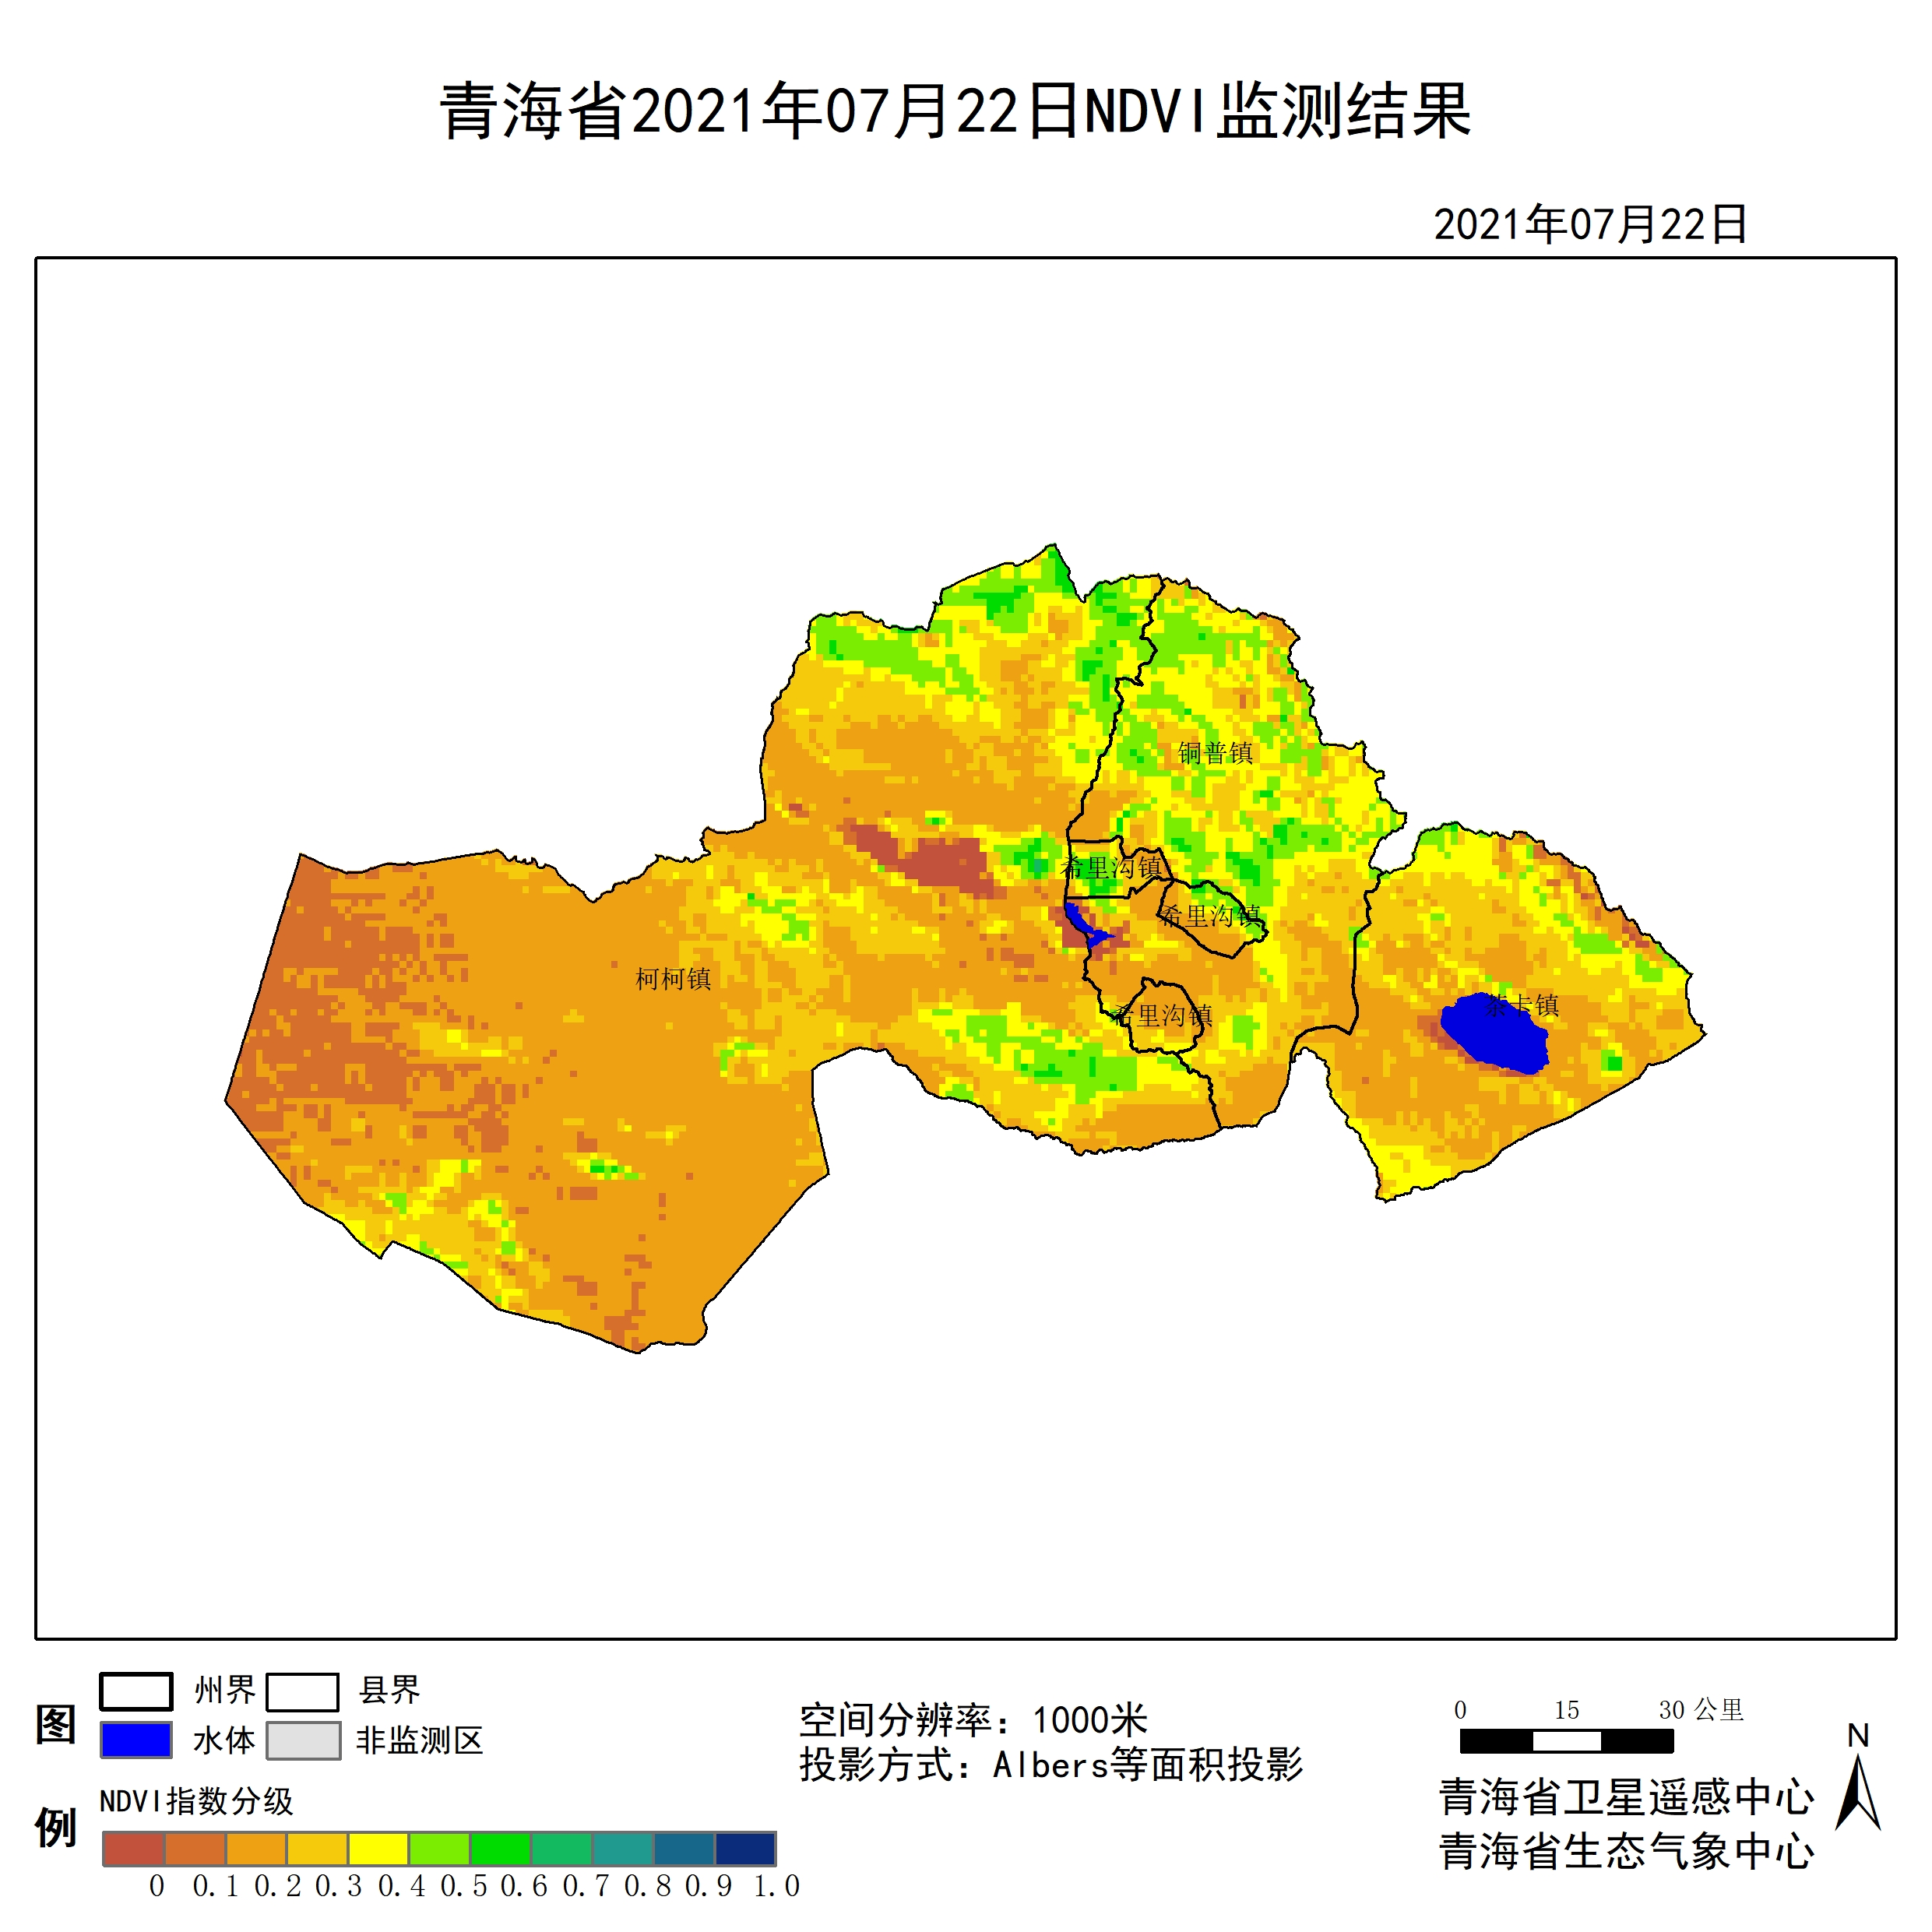 青海省2021年07月22日NDVI监测结果
2021年07月22日
铜普镇
希里沟镇
希里沟镇
柯柯镇
茶卡镇
希里沟镇
图例
州界 县界
水体 非监测区
NDVI指数分级
0 0.1 0.2 0.3 0.4 0.5 0.6 0.7 0.8 0.9 1.0
空间分辨率：1000米
投影方式：Albers等面积投影
0 15 30 公里
N
青海省卫星遥感中心
青海省生态气象中心